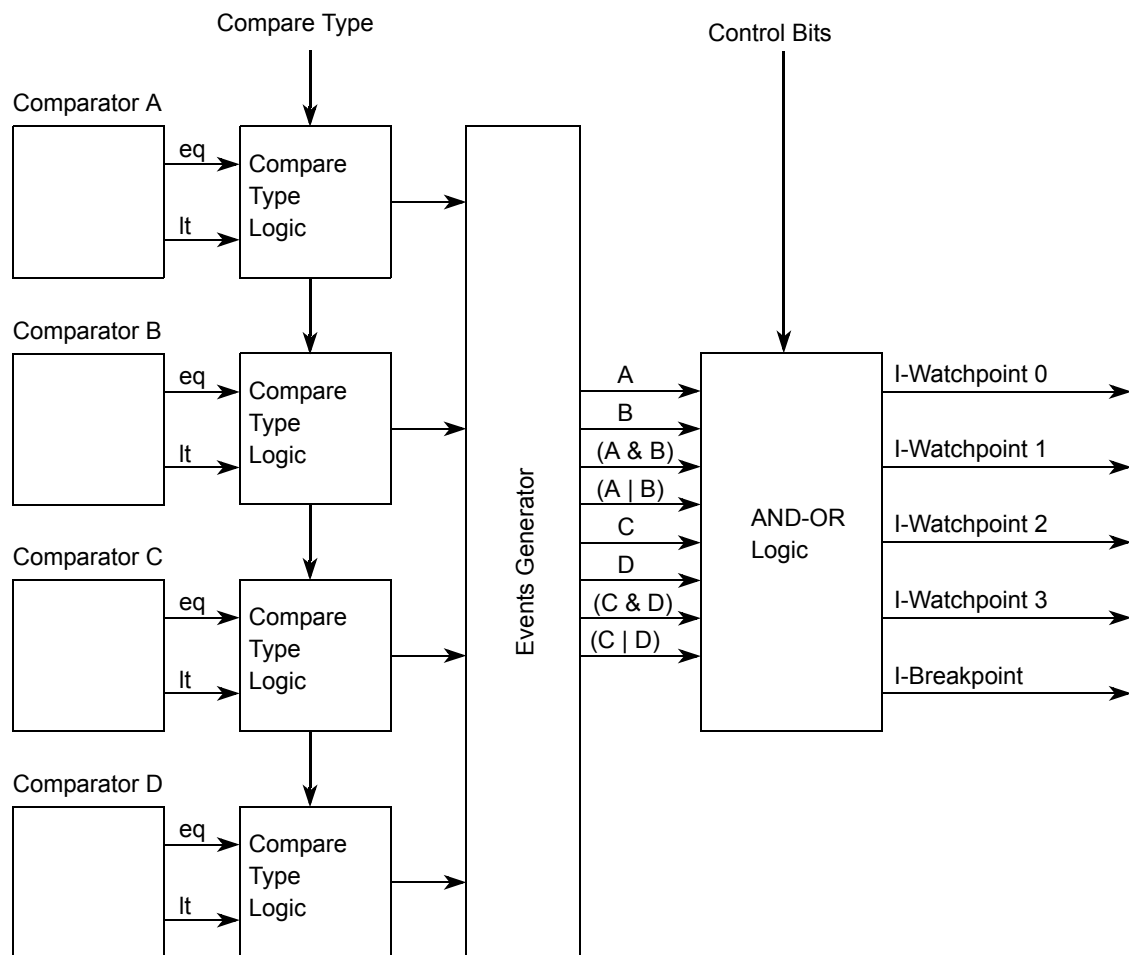 Compare Type
Control Bits
Comparator A
eq
lt
Compare
Type
Logic
Comparator B
eq
lt
Compare
Type
Logic
Comparator C
eq
lt
Compare
Type
Logic
Comparator D
eq
lt
Compare
Type
Logic
Events Generator
A
B
(A & B)
(A | B)
C
D
(C & D)
(C | D)
AND-OR
Logic
I-Watchpoint 0
I-Watchpoint 1
I-Watchpoint 2
I-Watchpoint 3
I-Breakpoint